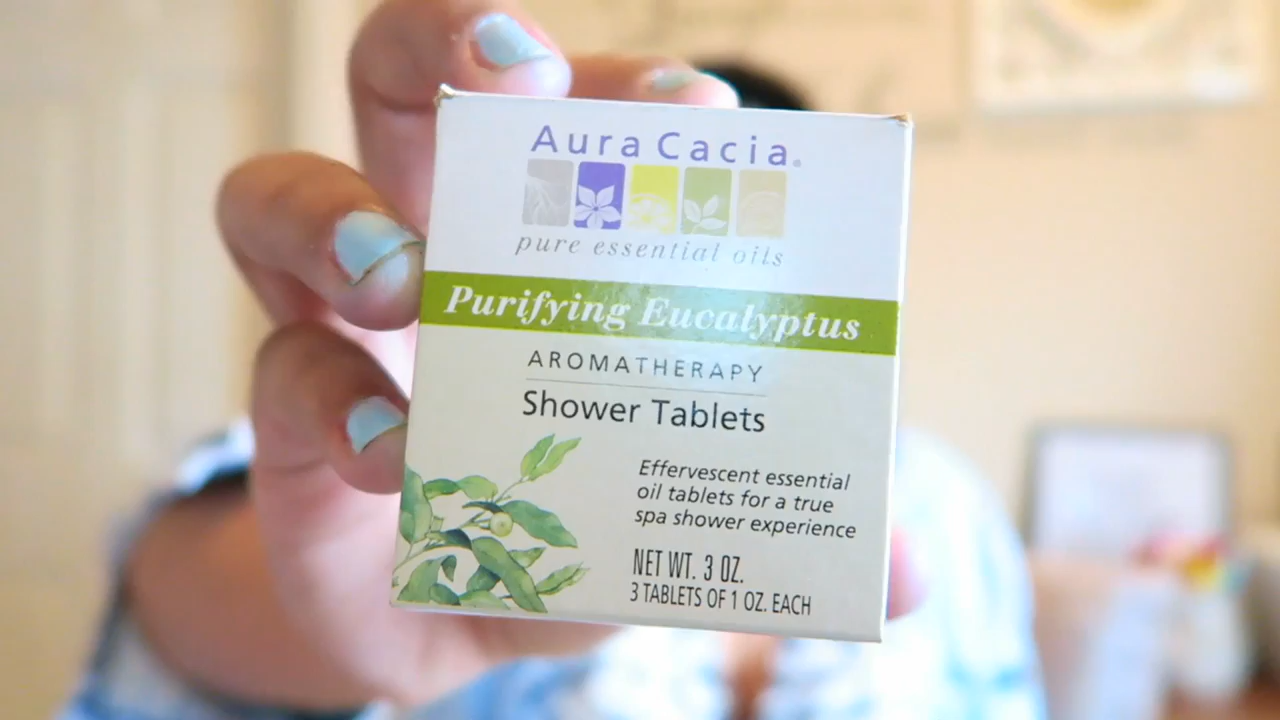 Aura Cacia®
pure essential oils
Purifying Eucalyptus
AROMATHERAPY
Shower Tablets
Effervescent essential
oil tablets for a true
spa shower experience
NET WT. 3 OZ.
3 TABLETS OF 1 OZ. EACH